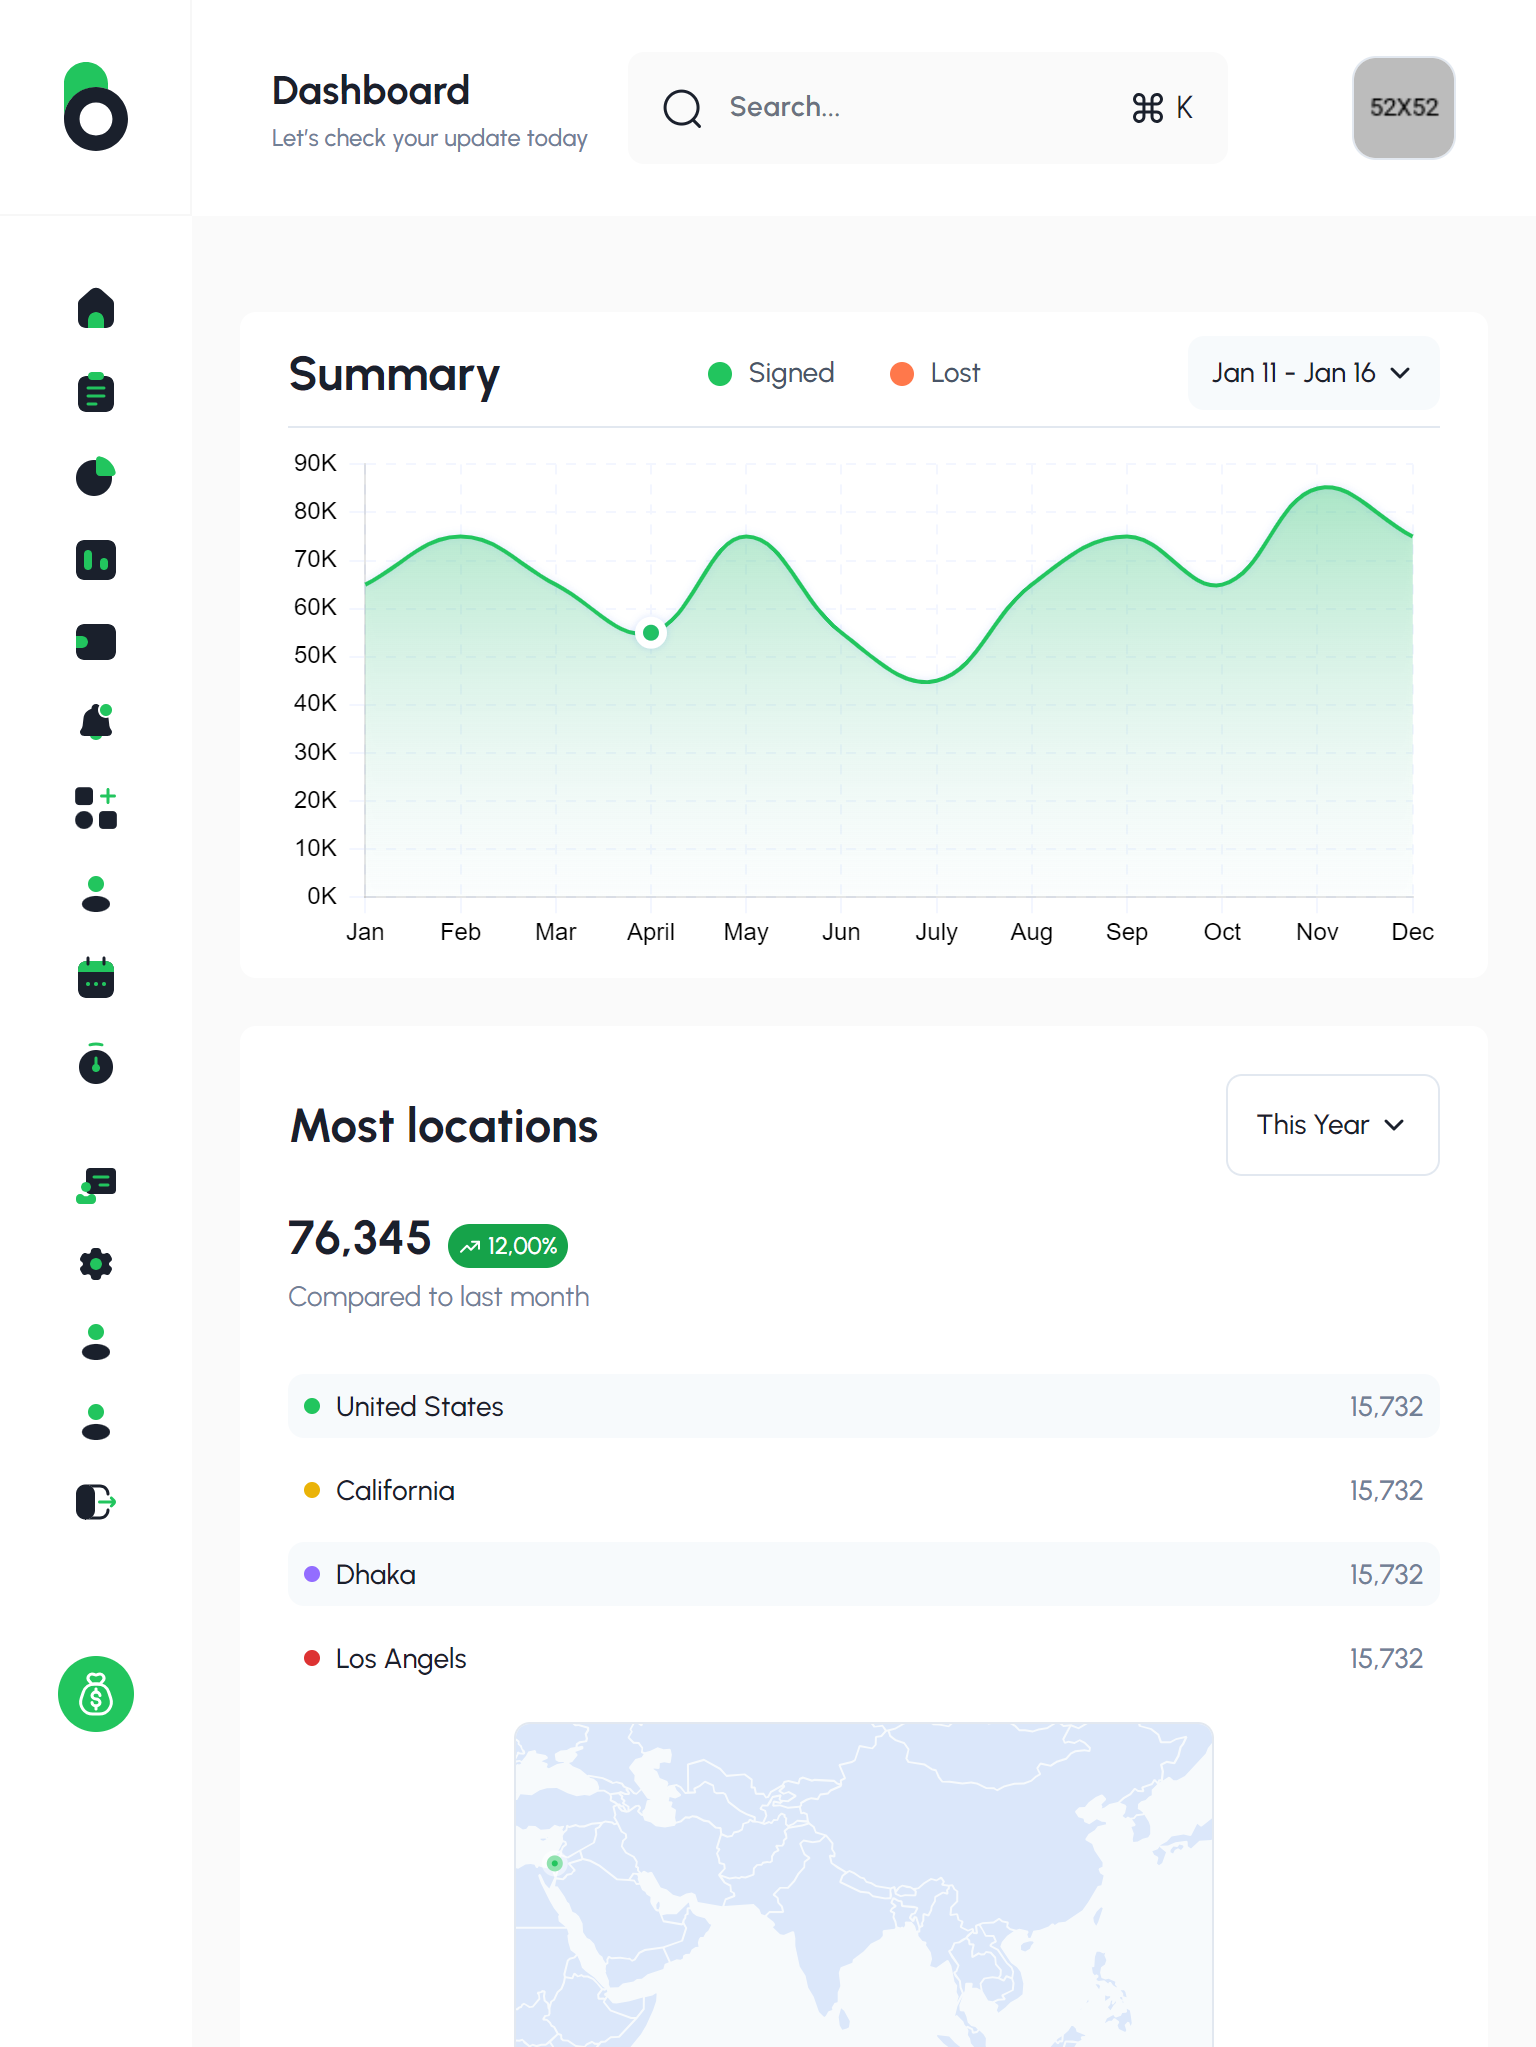 Dashboard
Let's check your update today
Search...
⌘ K
52X52
Summary
Signed
Lost
Jan 11 - Jan 16
90K
80K
70K
60K
50K
40K
30K
20K
10K
0K
Jan Feb Mar April May Jun July Aug Sep Oct Nov Dec
Most locations
This Year
76,345
12,00%
Compared to last month
United States 15,732
California 15,732
Dhaka 15,732
Los Angels 15,732